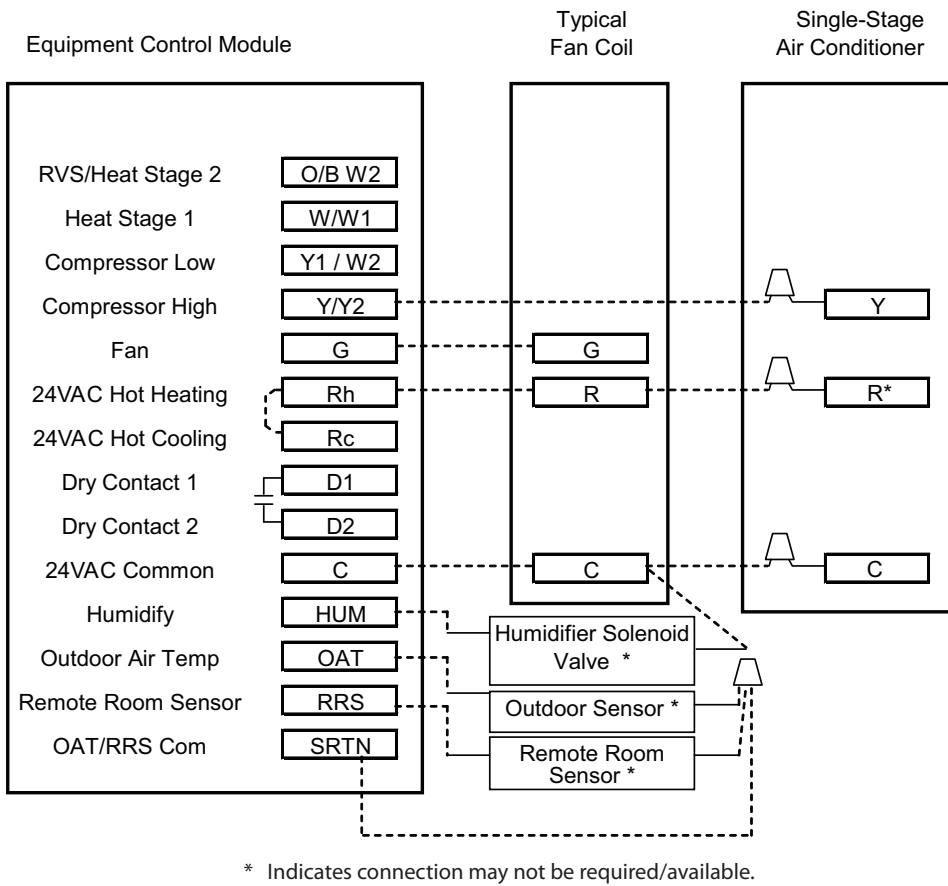 Equipment Control Module
Typical
Fan Coil
Single-Stage
Air Conditioner
RVS/Heat Stage 2 O/B W2
Heat Stage 1 W/W1
Compressor Low Y1 / W2
Compressor High Y/Y2 Y
Fan G G
24VAC Hot Heating Rh R R*
24VAC Hot Cooling Rc
Dry Contact 1 D1
Dry Contact 2 D2
24VAC Common C C C
Humidify HUM
Humidifier Solenoid
Valve *
Outdoor Air Temp OAT
Outdoor Sensor *
Remote Room Sensor RRS
Remote Room
Sensor *
OAT/RRS Com SRTN
* Indicates connection may not be required/available.